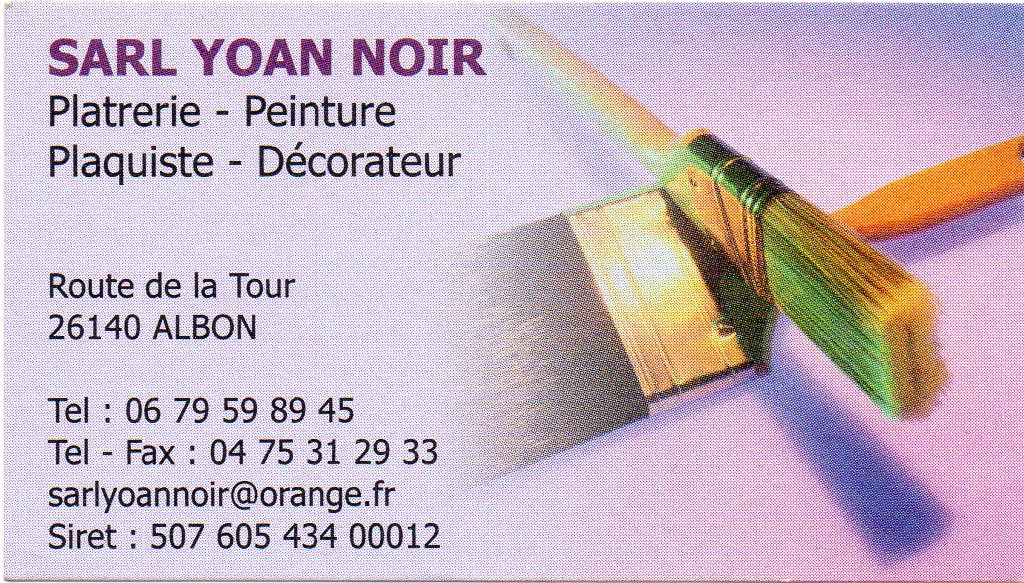 SARL YOAN NOIR
Platrerie - Peinture
Plaquiste - Décorateur
Route de la Tour
26140 ALBON
Tel : 06 79 59 89 45
Tel - Fax : 04 75 31 29 33
sarlyoannoir@orange.fr
Siret : 507 605 434 00012